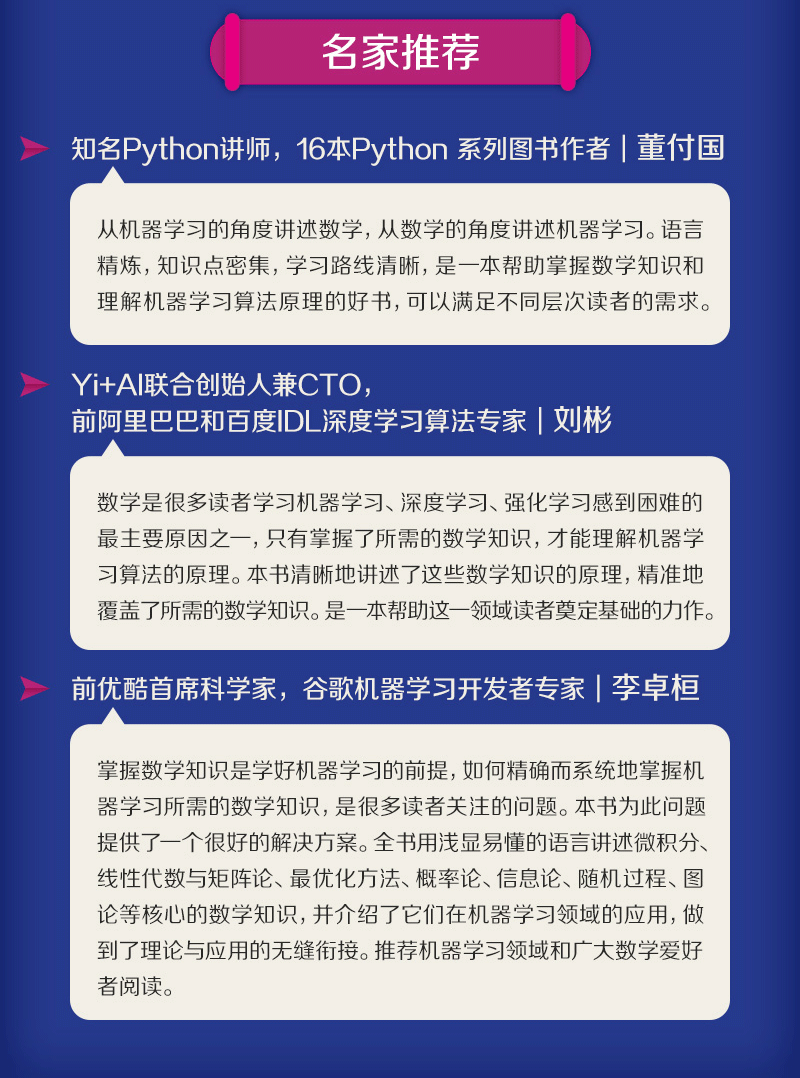 名家推荐
知名Python讲师，16本Python 系列图书作者 | 董付国
从机器学习的角度讲述数学，从数学的角度讲述机器学习。语言
精炼，知识点密集，学习路线清晰，是一本帮助掌握数学知识和
理解机器学习算法原理的好书，可以满足不同层次读者的需求。
Yi+AI联合创始人兼CTO，
前阿里巴巴和百度IDL深度学习算法专家 | 刘彬
数学是很多读者学习机器学习、深度学习、强化学习感到困难的
最主要原因之一，只有掌握了所需的数学知识，才能理解机器学
习算法的原理。本书清晰地讲述了这些数学知识的原理，精准地
覆盖了所需的数学知识。是一本帮助这一领域读者奠定基础的力作。
前优酷首席科学家，谷歌机器学习开发者专家 | 李卓桓
掌握数学知识是学好机器学习的前提，如何精确而系统地掌握机
器学习所需的数学知识，是很多读者关注的问题。本书为此问题
提供了一个很好的解决方案。全书用浅显易懂的语言讲述微积分、
线性代数与矩阵论、最优化方法、概率论、信息论、随机过程、图
论等核心的数学知识，并介绍了它们在机器学习领域的应用，做
到了理论与应用的无缝衔接。推荐机器学习领域和广大数学爱好
者阅读。